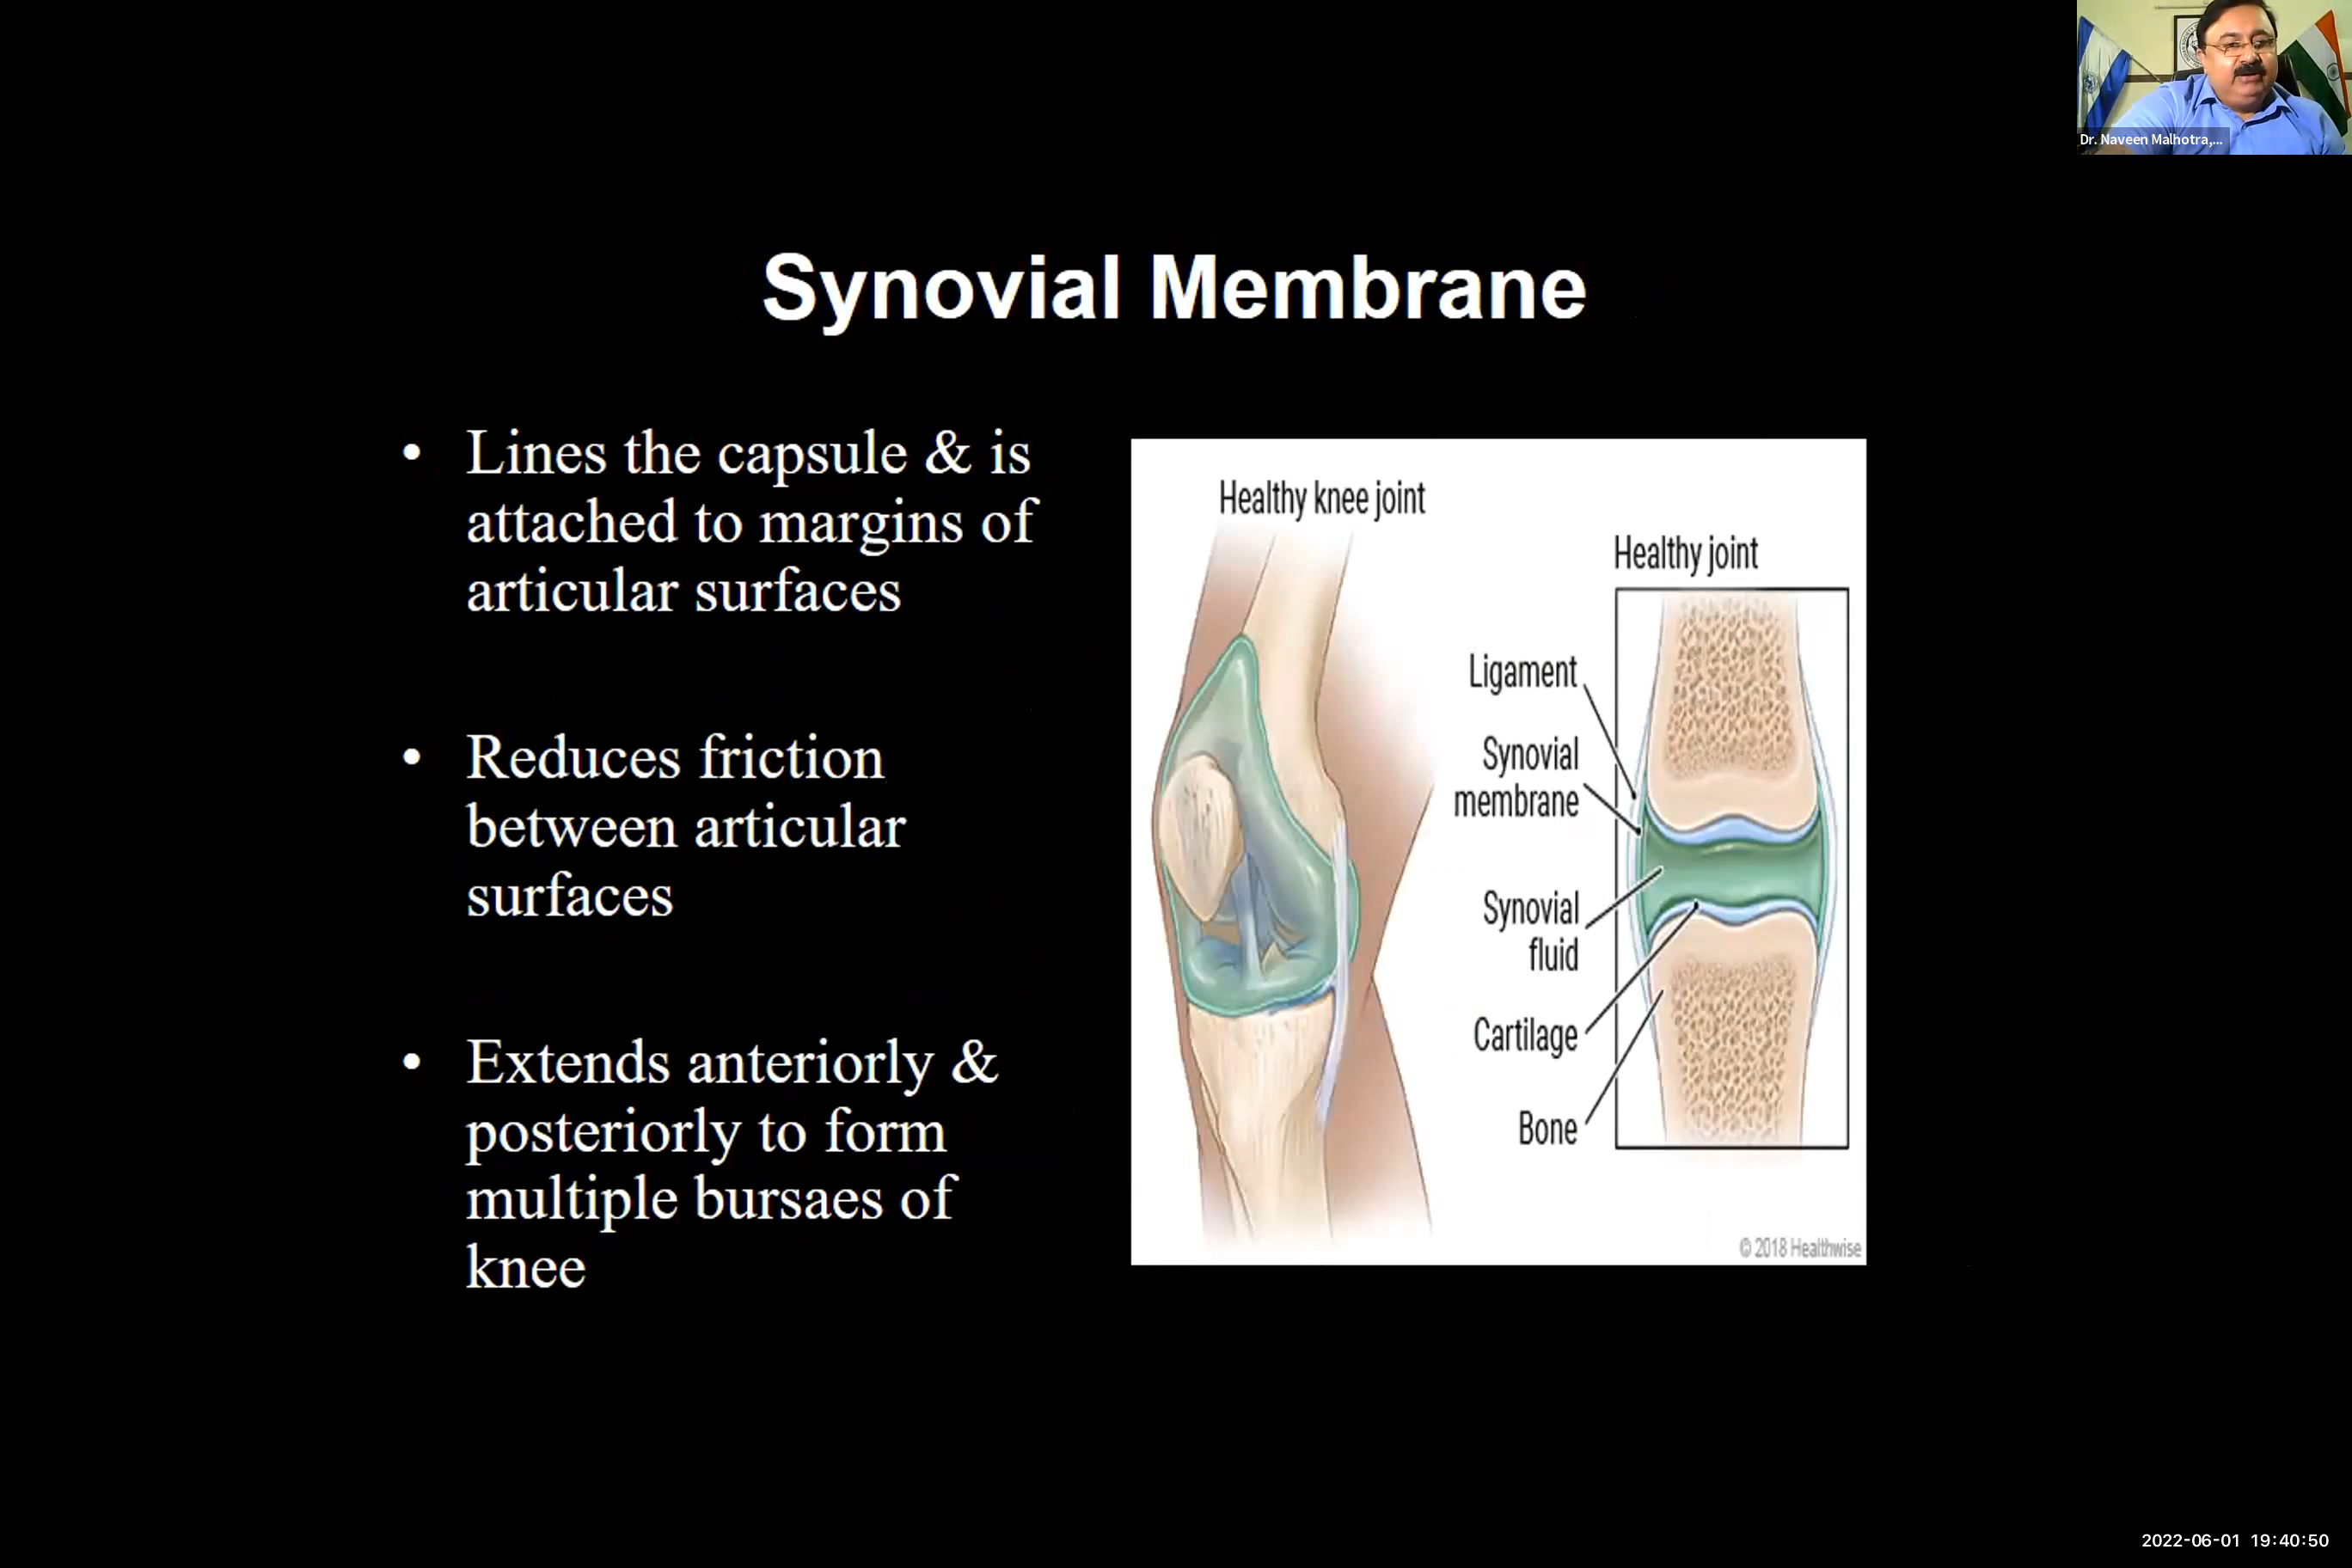 Dr. Naveen Malhotra,...
Synovial Membrane
• Lines the capsule & is
attached to margins of
articular surfaces
• Reduces friction
between articular
surfaces
• Extends anteriorly &
posteriorly to form
multiple bursaes of
knee
Healthy knee joint
Healthy joint
Ligament
Synovial
membrane
Synovial
fluid
Cartilage
Bone
© 2018 Healthwise
2022-06-01 19:40:50